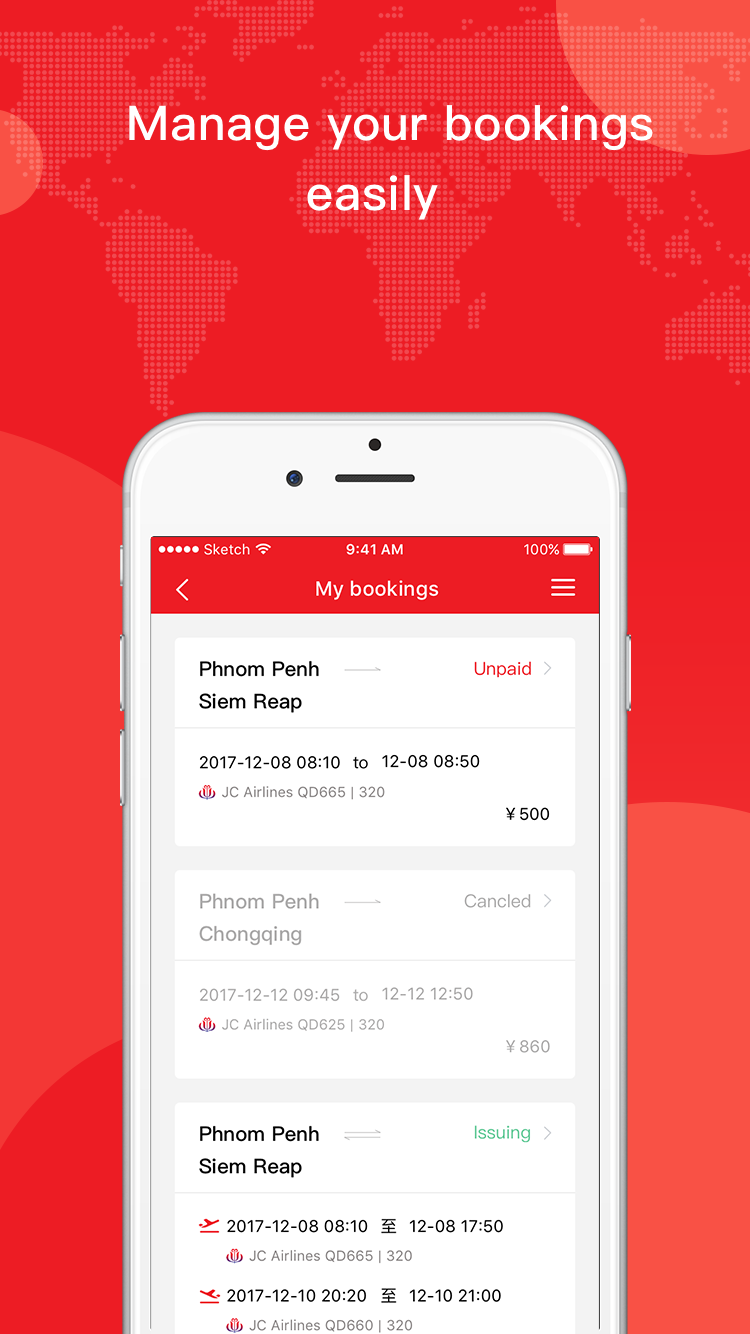 Manage your bookings
easily
Sketch 9:41 AM 100%
My bookings
Phnom Penh Unpaid
Siem Reap
2017-12-08 08:10 to 12-08 08:50
JC Airlines QD665 | 320
¥500
Phnom Penh Cancled
Chongqing
2017-12-12 09:45 to 12-12 12:50
JC Airlines QD625 | 320
¥860
Phnom Penh Issuing
Siem Reap
2017-12-08 08:10 至 12-08 17:50
JC Airlines QD665 | 320
2017-12-10 20:20 至 12-10 21:00
JC Airlines QD660 | 320